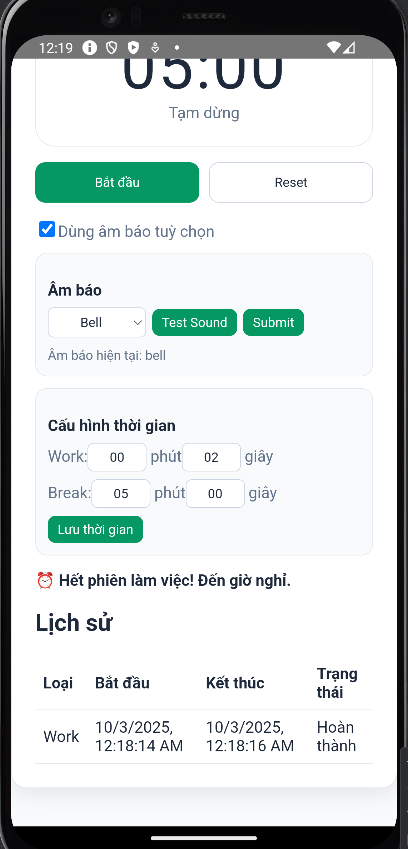 12:19
05:00
Tạm dừng
Bắt đầu
Reset
Dùng âm báo tuỳ chọn
Âm báo
Bell
Test Sound
Submit
Âm báo hiện tại: bell
Cấu hình thời gian
Work: 00 phút 02 giây
Break: 05 phút 00 giây
Lưu thời gian
⏰ Hết phiên làm việc! Đến giờ nghỉ.
Lịch sử
Loại Bắt đầu Kết thúc Trạng
thái
Work 10/3/2025, 10/3/2025, Hoàn
12:18:14 AM 12:18:16 AM thành